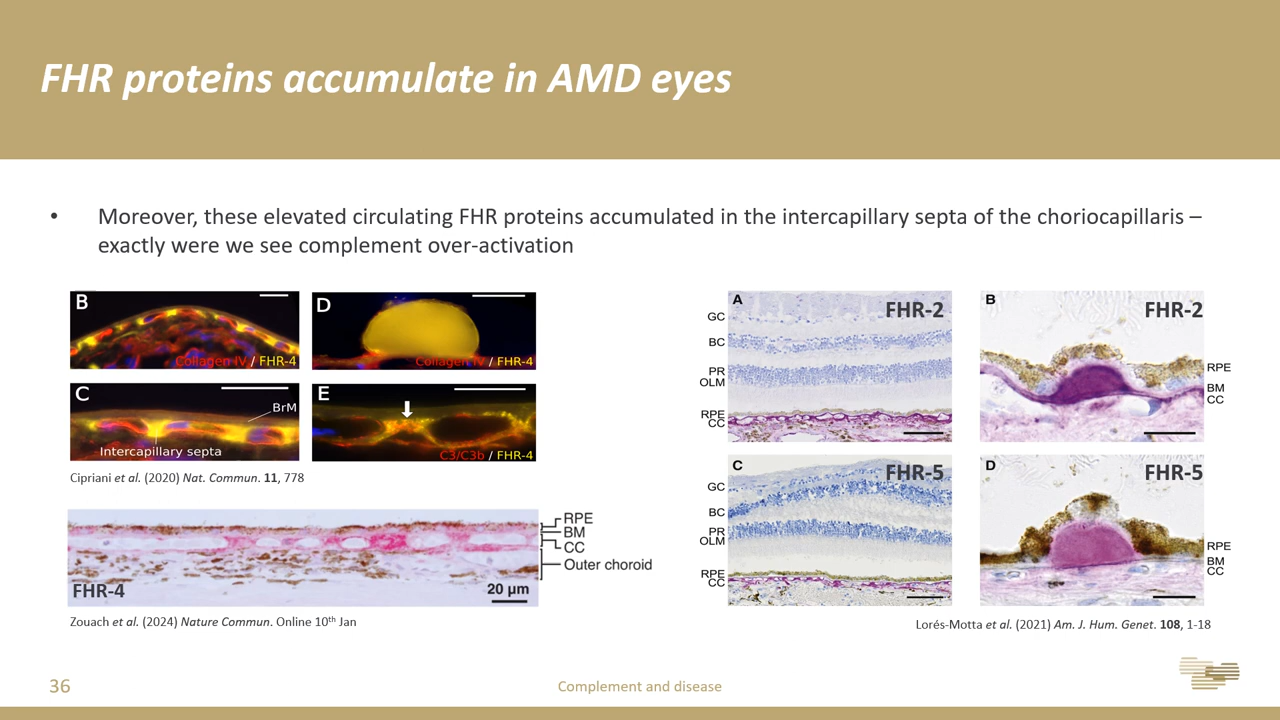 FHR proteins accumulate in AMD eyes
• Moreover, these elevated circulating FHR proteins accumulated in the intercapillary septa of the choriocapillaris –
exactly were we see complement over-activation
B
Collagen IV / FHR-4
D
Collagen IV / FHR-4
C
BrM
Intercapillary septa
E
C3/C3b / FHR-4
Cipriani et al. (2020) Nat. Commun. 11, 778
RPE
BM
CC
Outer choroid
FHR-4
20 µm
Zouach et al. (2024) Nature Commun. Online 10th Jan
A
FHR-2
GC
BC
PR
OLM
RPE
CC
B
FHR-2
RPE
BM
CC
C
FHR-5
GC
BC
PR
OLM
RPE
CC
D
FHR-5
RPE
BM
CC
Lorés-Motta et al. (2021) Am. J. Hum. Genet. 108, 1-18
36
Complement and disease